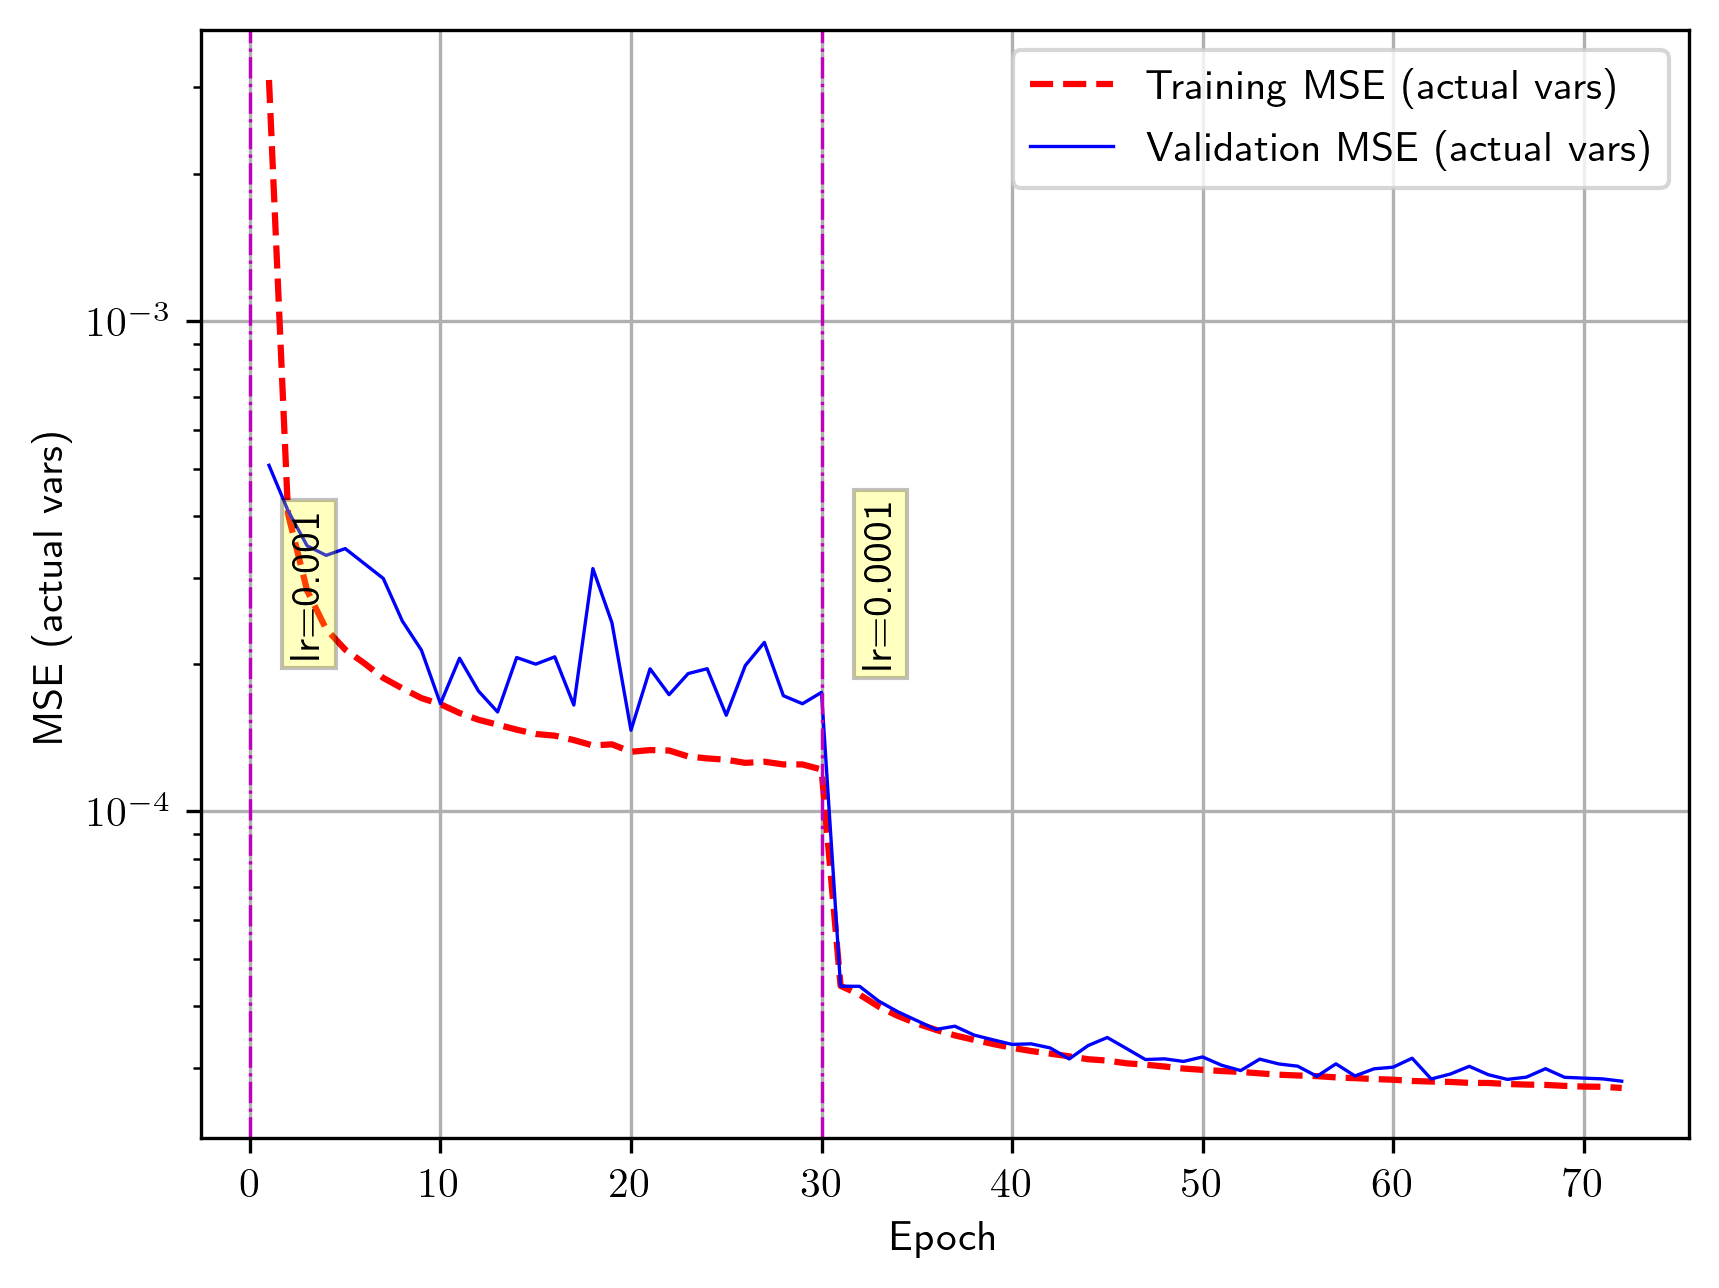 Training MSE (actual vars)
Validation MSE (actual vars)
MSE (actual vars)
10⁻³
10⁻⁴
lr=0.001
lr=0.0001
0 10 20 30 40 50 60 70
Epoch